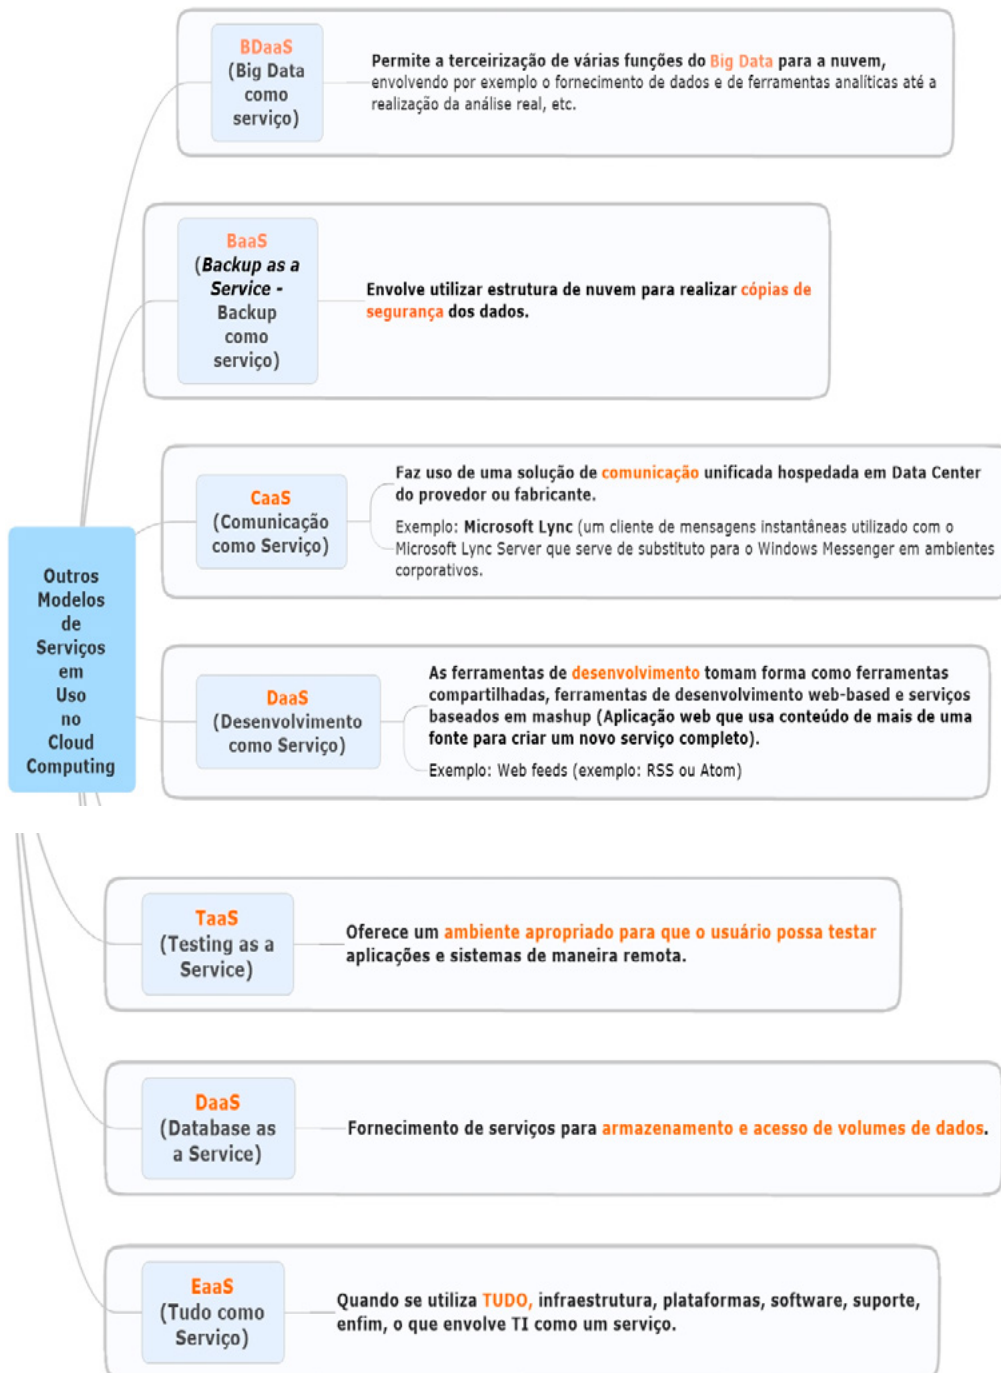 BDaaS
(Big Data
como
serviço)
Permite a terceirização de várias funções do Big Data para a nuvem,
envolvendo por exemplo o fornecimento de dados e de ferramentas analíticas até a
realização da análise real, etc.
BaaS
(Backup as a
Service -
Backup
como
serviço)
Envolve utilizar estrutura de nuvem para realizar cópias de
segurança dos dados.
CaaS
(Comunicação
como Serviço)
Faz uso de uma solução de comunicação unificada hospedada em Data Center
do provedor ou fabricante.
Exemplo: Microsoft Lync (um cliente de mensagens instantâneas utilizado com o
Microsoft Lync Server que serve de substituto para o Windows Messenger em ambientes
corporativos.
Outros
Modelos
de
Serviços
em
Uso
no
Cloud
Computing
DaaS
(Desenvolvimento
como Serviço)
As ferramentas de desenvolvimento tomam forma como ferramentas
compartilhadas, ferramentas de desenvolvimento web-based e serviços
baseados em mashup (Aplicação web que usa conteúdo de mais de uma
fonte para criar um novo serviço completo).
Exemplo: Web feeds (exemplo: RSS ou Atom)
TaaS
(Testing as a
Service)
Oferece um ambiente apropriado para que o usuário possa testar
aplicações e sistemas de maneira remota.
DaaS
(Database as
a Service)
Fornecimento de serviços para armazenamento e acesso de volumes de dados.
EaaS
(Tudo como
Serviço)
Quando se utiliza TUDO, infraestrutura, plataformas, software, suporte,
enfim, o que envolve TI como um serviço.